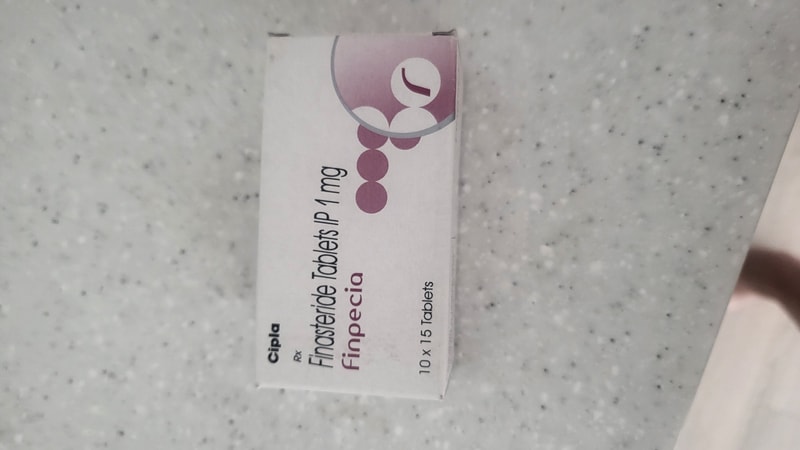 Cipla
Rx
Finasteride Tablets IP 1 mg
Finpecia
10 x 15 Tablets